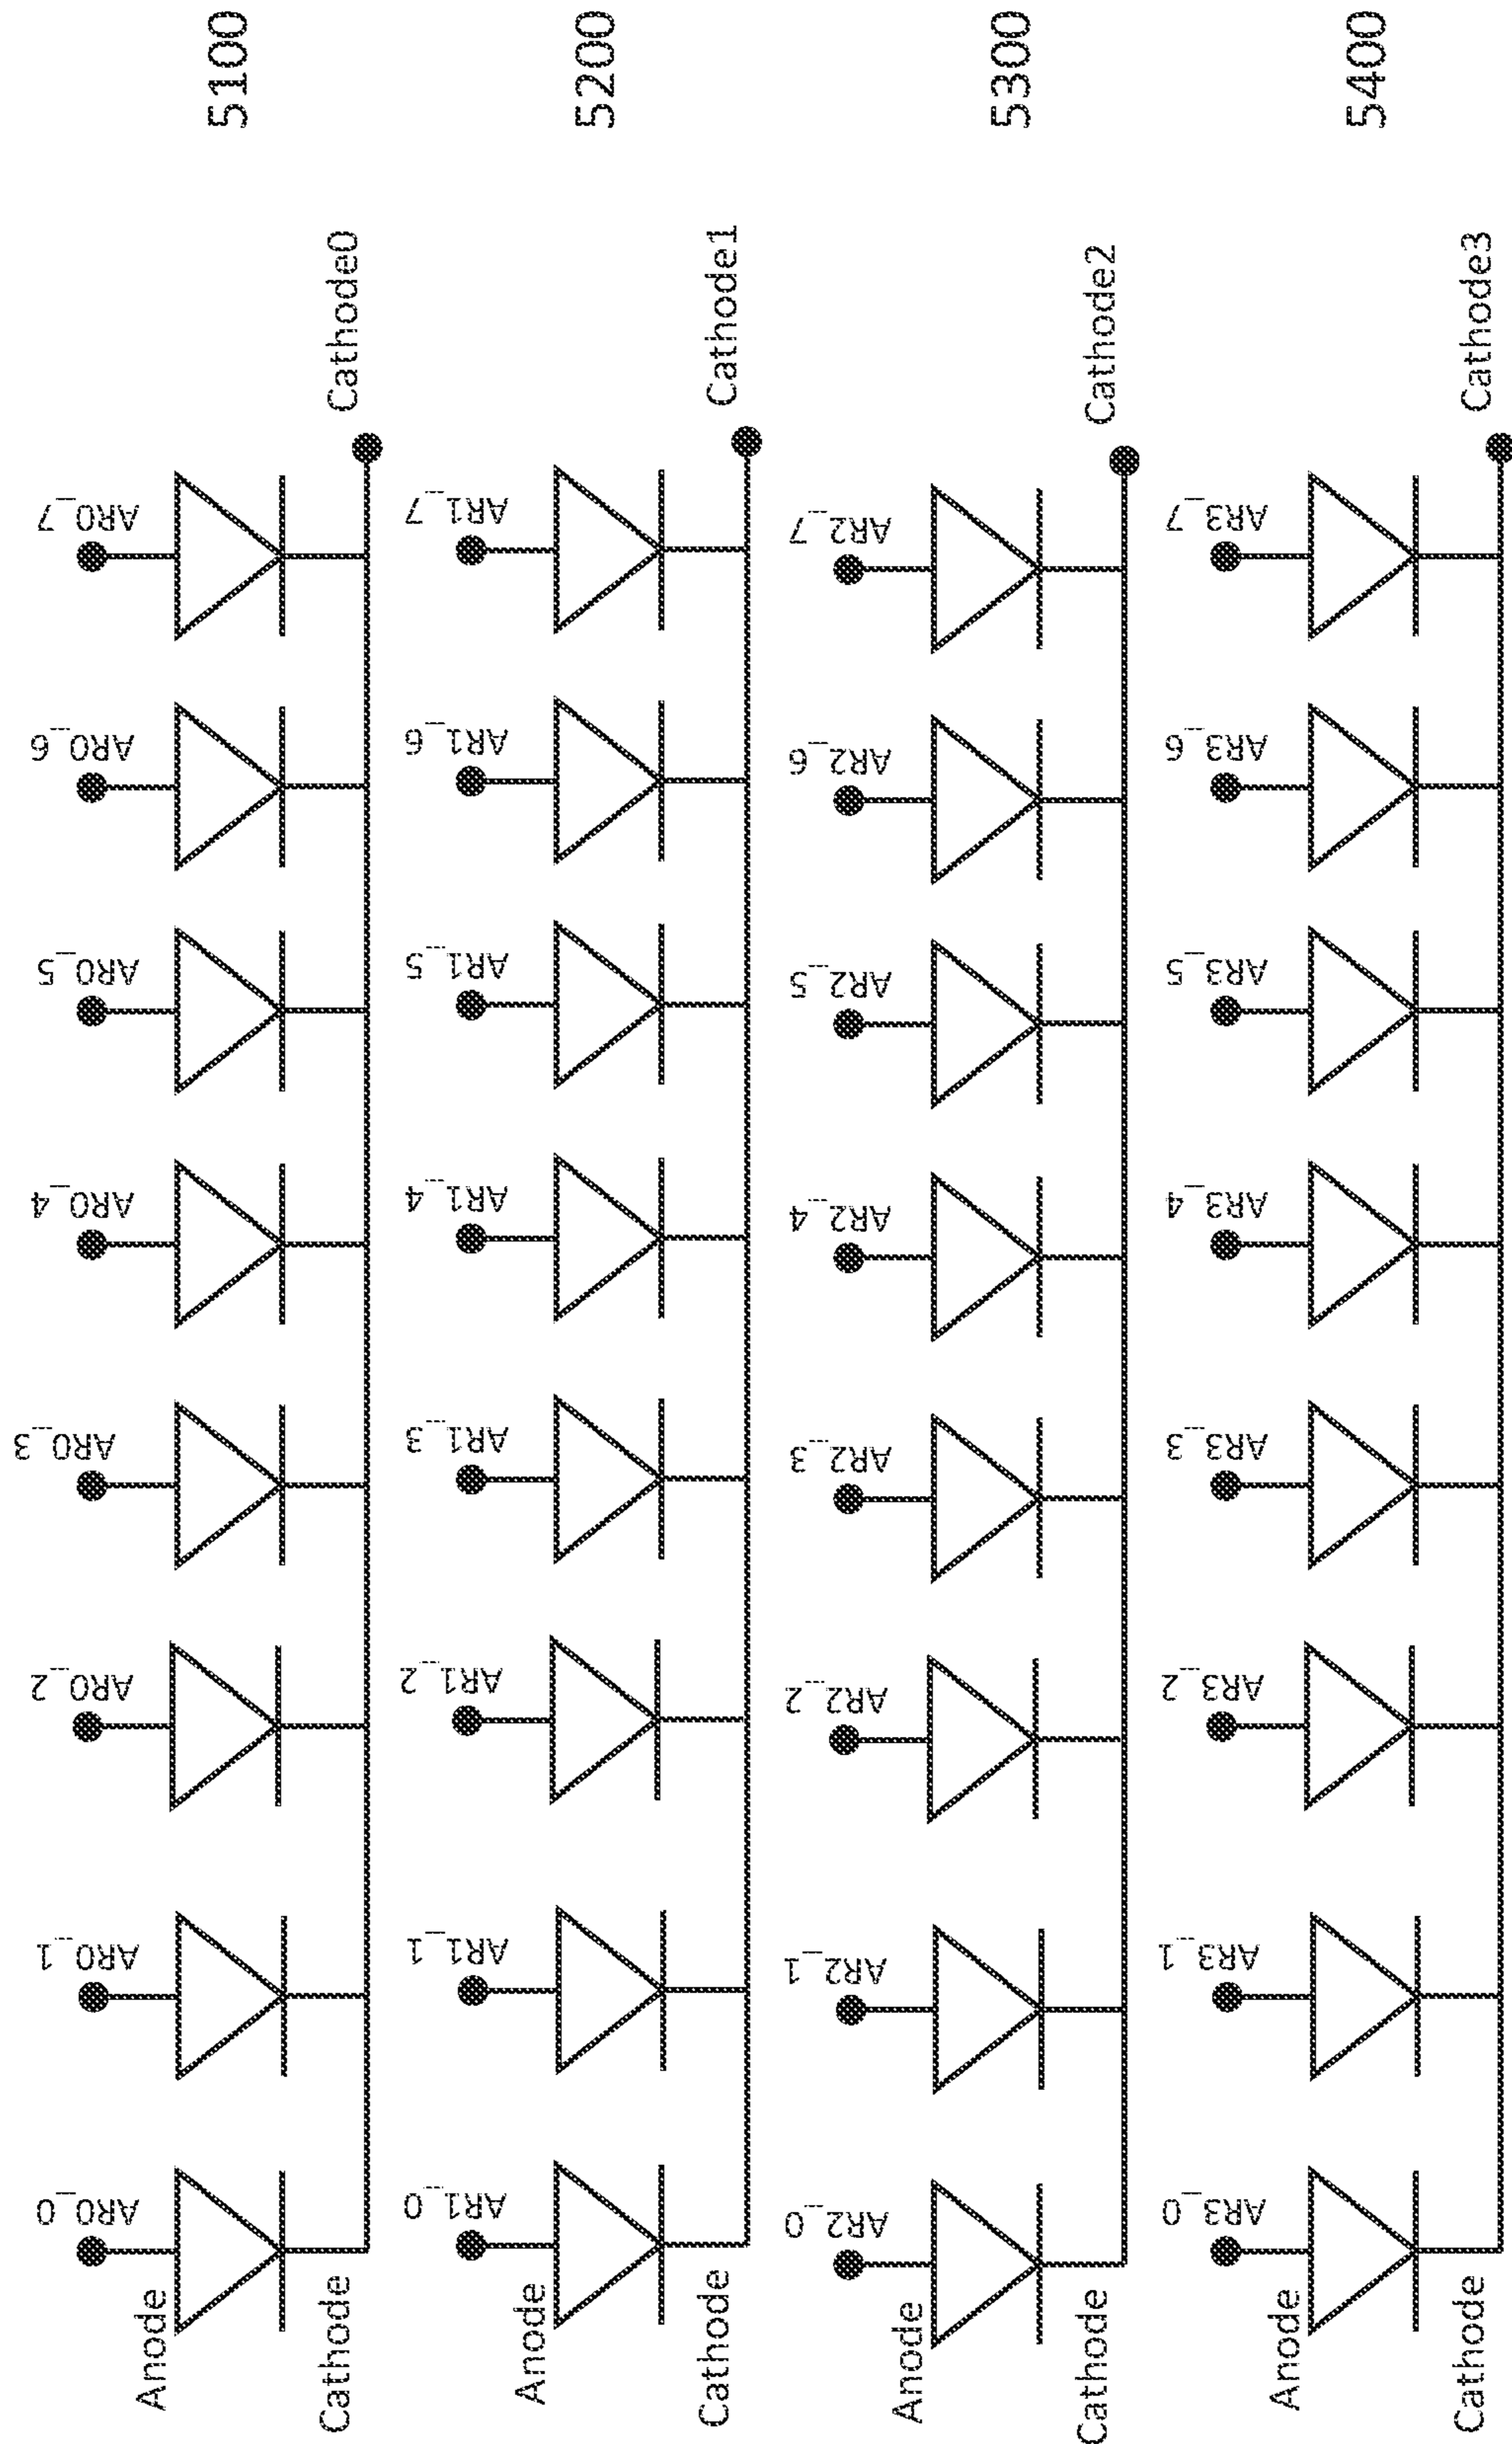 5100
AR0_0
AR0_1
AR0_2
AR0_3
AR0_4
AR0_5
AR0_6
AR0_7
Anode
Cathode
Cathode0
5200
AR1_0
AR1_1
AR1_2
AR1_3
AR1_4
AR1_5
AR1_6
AR1_7
Anode
Cathode
Cathode1
5300
AR2_0
AR2_1
AR2_2
AR2_3
AR2_4
AR2_5
AR2_6
AR2_7
Anode
Cathode
Cathode2
5400
AR3_0
AR3_1
AR3_2
AR3_3
AR3_4
AR3_5
AR3_6
AR3_7
Anode
Cathode
Cathode3